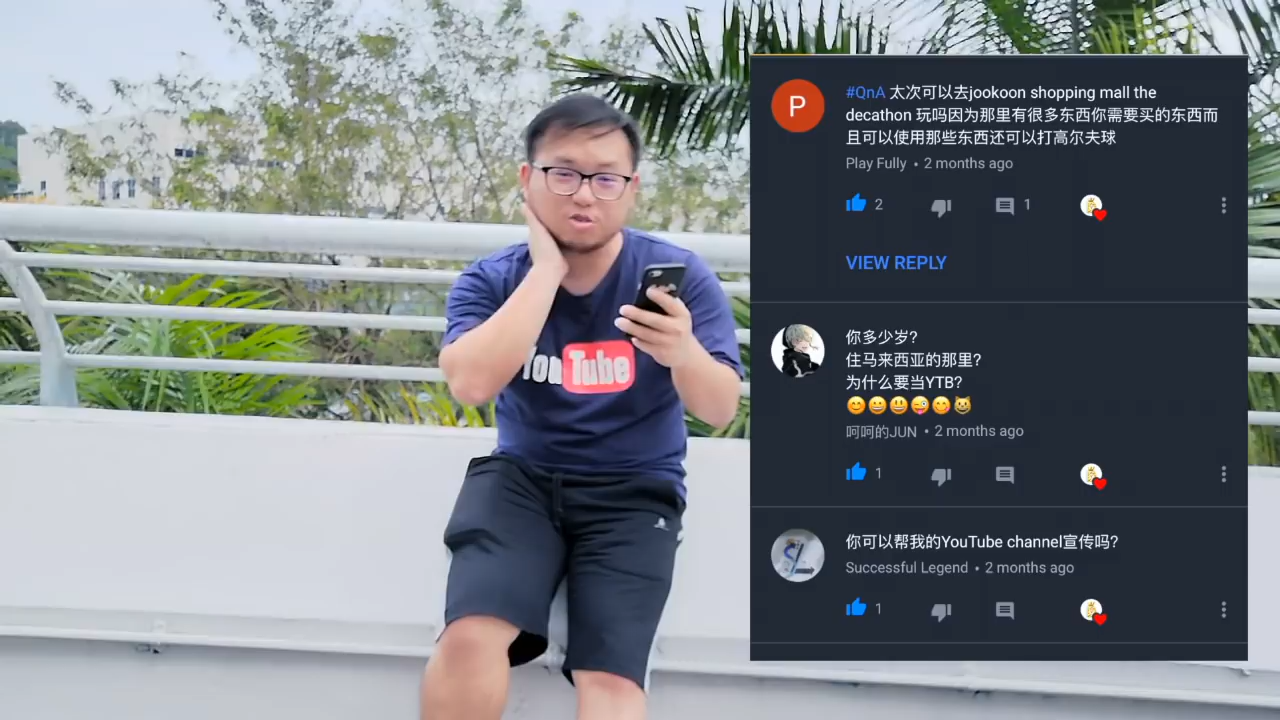 YouTube
P
#QnA 太次可以去jookoon shopping mall the
decathon 玩吗因为那里有很多东西你需要买的东西而
且可以使用那些东西还可以打高尔夫球
Play Fully • 2 months ago
2
1
VIEW REPLY
你多少岁?
住马来西亚的那里?
为什么要当YTB?
😊😀😃😜😋😸
呵呵的JUN • 2 months ago
1
你可以帮我的YouTube channel宣传吗?
Successful Legend • 2 months ago
1